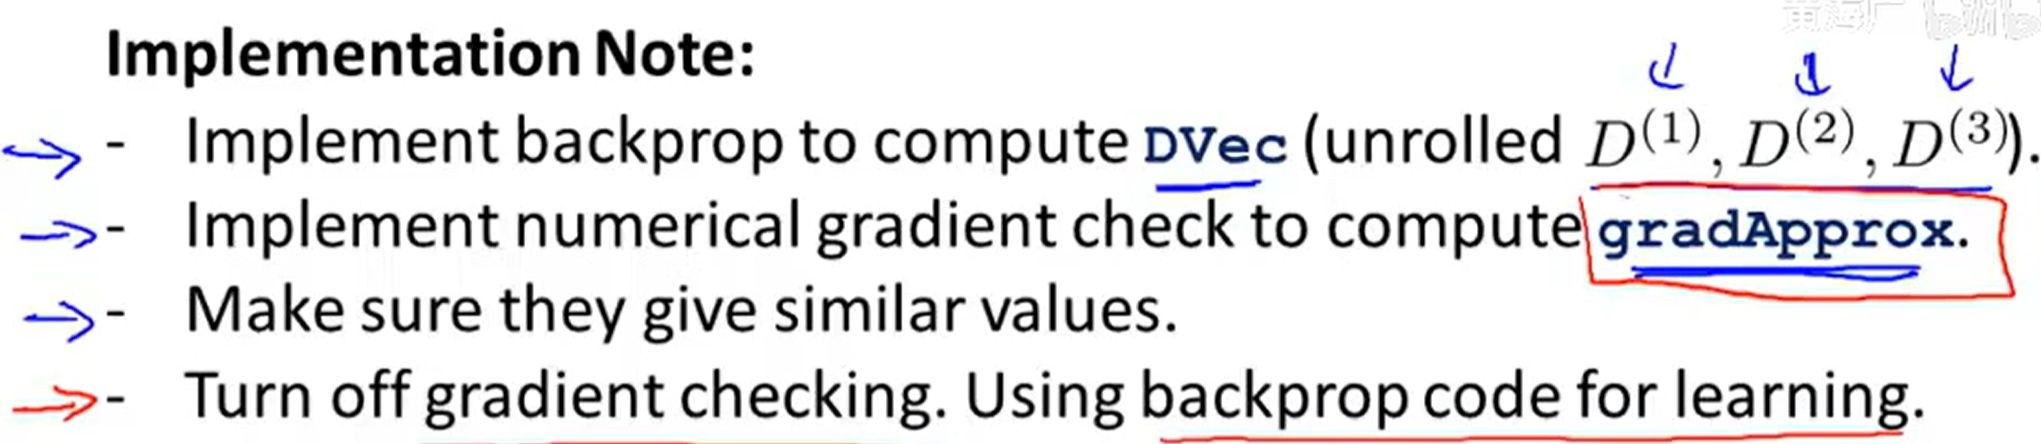 Implementation Note:
- Implement backprop to compute DVec (unrolled D^{(1)}, D^{(2)}, D^{(3)}).
- Implement numerical gradient check to compute gradApprox.
- Make sure they give similar values.
- Turn off gradient checking. Using backprop code for learning.